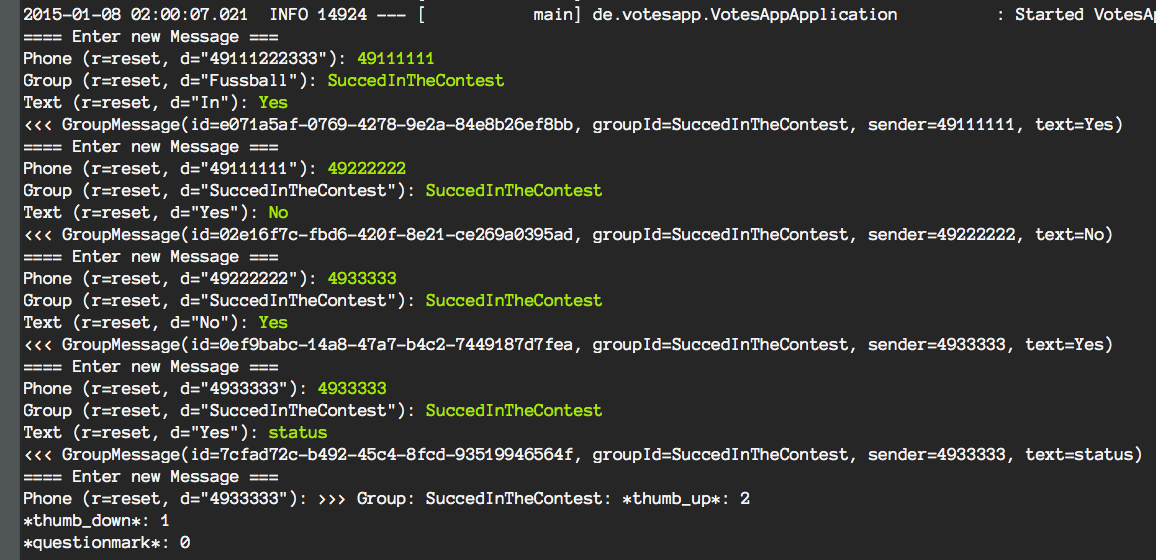 2015-01-08 02:00:07.021  INFO 14924 --- [           main] de.votesapp.VotesAppApplication          : Started
==== Enter new Message ===
Phone (r=reset, d="49111222333"): 49111111
Group (r=reset, d="Fussball"): SuccedInTheContest
Text (r=reset, d="In"): Yes
<<< GroupMessage(id=e071a5af-0769-4278-9e2a-84e8b26ef8bb, groupId=SuccedInTheContest, sender=49111111, text=Yes)
==== Enter new Message ===
Phone (r=reset, d="49111111"): 49222222
Group (r=reset, d="SuccedInTheContest"): SuccedInTheContest
Text (r=reset, d="Yes"): No
<<< GroupMessage(id=02e16f7c-fbd6-420f-8e21-ce269a0395ad, groupId=SuccedInTheContest, sender=49222222, text=No)
==== Enter new Message ===
Phone (r=reset, d="49222222"): 4933333
Group (r=reset, d="SuccedInTheContest"): SuccedInTheContest
Text (r=reset, d="No"): Yes
<<< GroupMessage(id=0ef9babc-14a8-47a7-b4c2-7449187d7fea, groupId=SuccedInTheContest, sender=4933333, text=Yes)
==== Enter new Message ===
Phone (r=reset, d="4933333"): 4933333
Group (r=reset, d="SuccedInTheContest"): SuccedInTheContest
Text (r=reset, d="Yes"): status
<<< GroupMessage(id=7cfad72c-b492-45c4-8fcd-93519946564f, groupId=SuccedInTheContest, sender=4933333, text=status)
==== Enter new Message ===
Phone (r=reset, d="4933333"): >>> Group: SuccedInTheContest: *thumb_up*: 2
*thumb_down*: 1
*questionmark*: 0